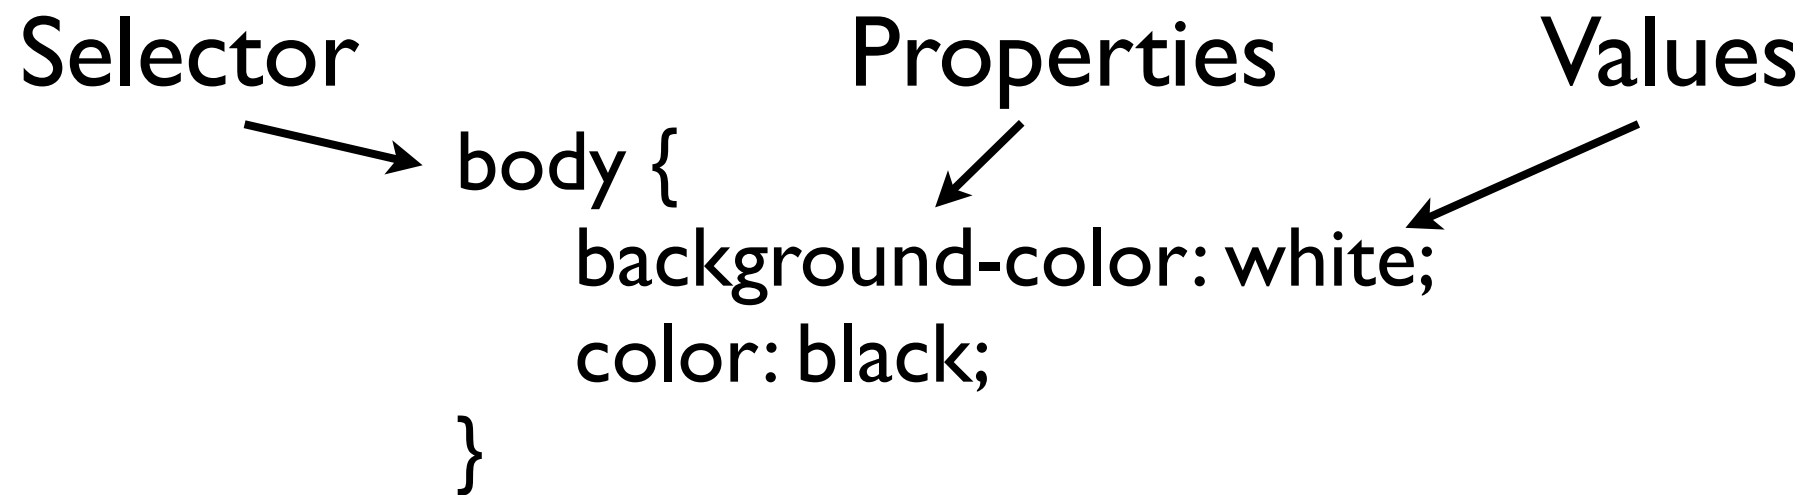 Selector Properties Values
body {
background-color: white;
color: black;
}